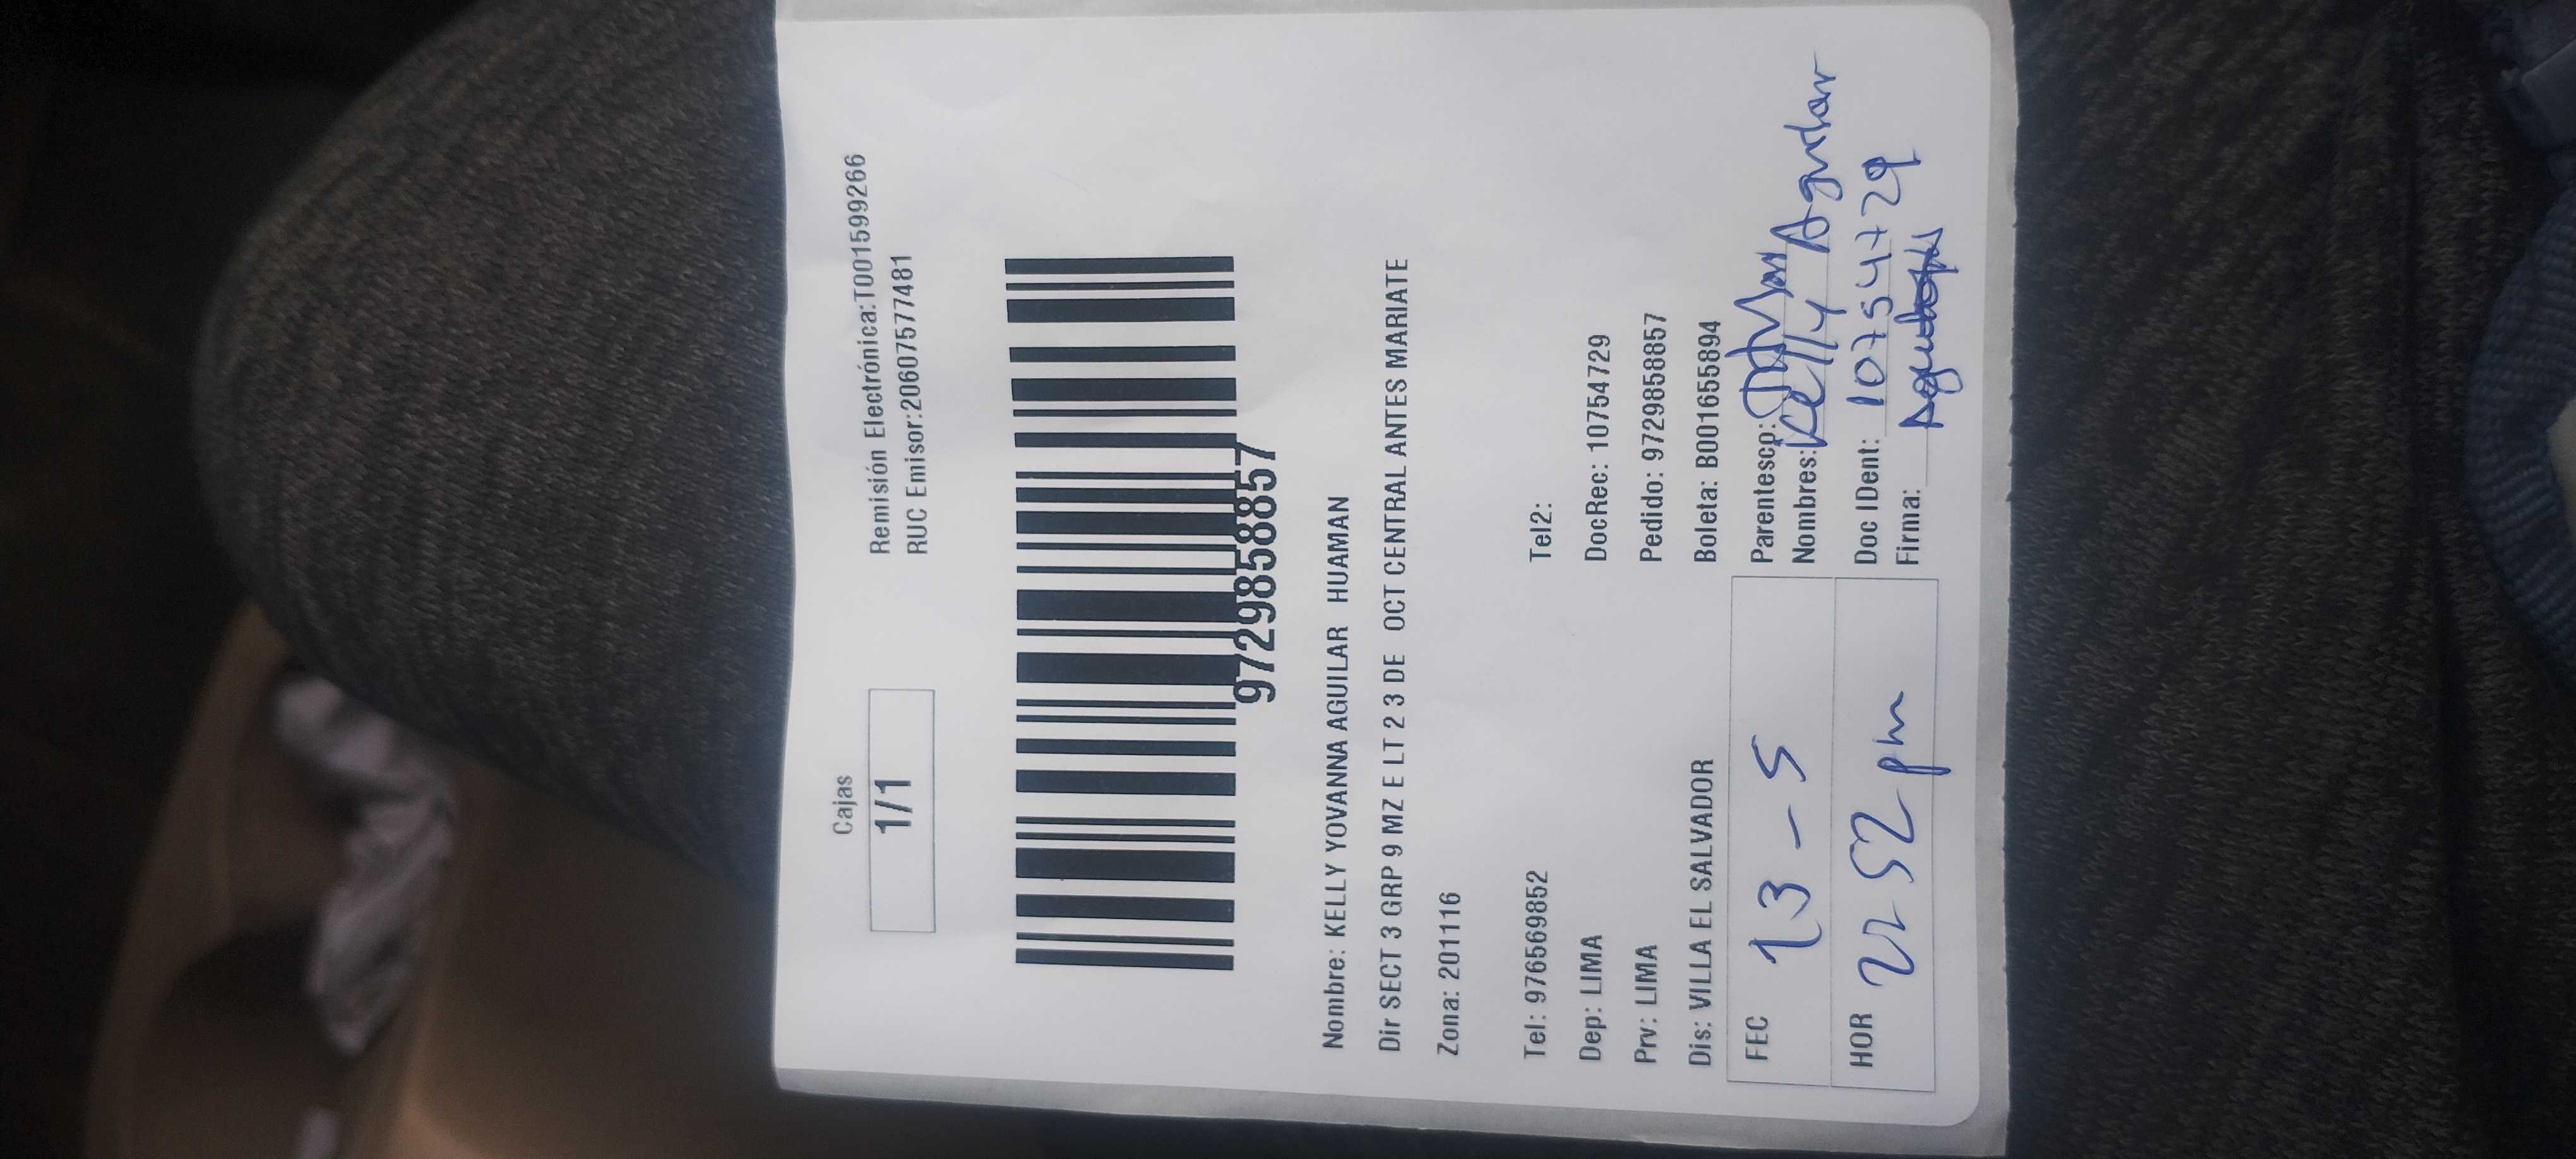 Cajas
1/1
Remisión Electrónica:T001599266
RUC Emisor:20607577481
9729858857
Nombre: KELLY YOVANNA AGUILAR HUAMAN
Dir SECT 3 GRP 9 MZ E LT 2 3 DE OCT CENTRAL ANTES MARIATE
Zona: 201116
Tel: 976569852 Tel2:
Dep: LIMA DocRec: 10754729
Prv: LIMA Pedido: 9729858857
Dis: VILLA EL SALVADOR Boleta: B001655894
FEC 13-5 Parentesco:
Nombres: Kelly Aguilar
HOR 2252 pm Doc IDent: 10754729
Firma: